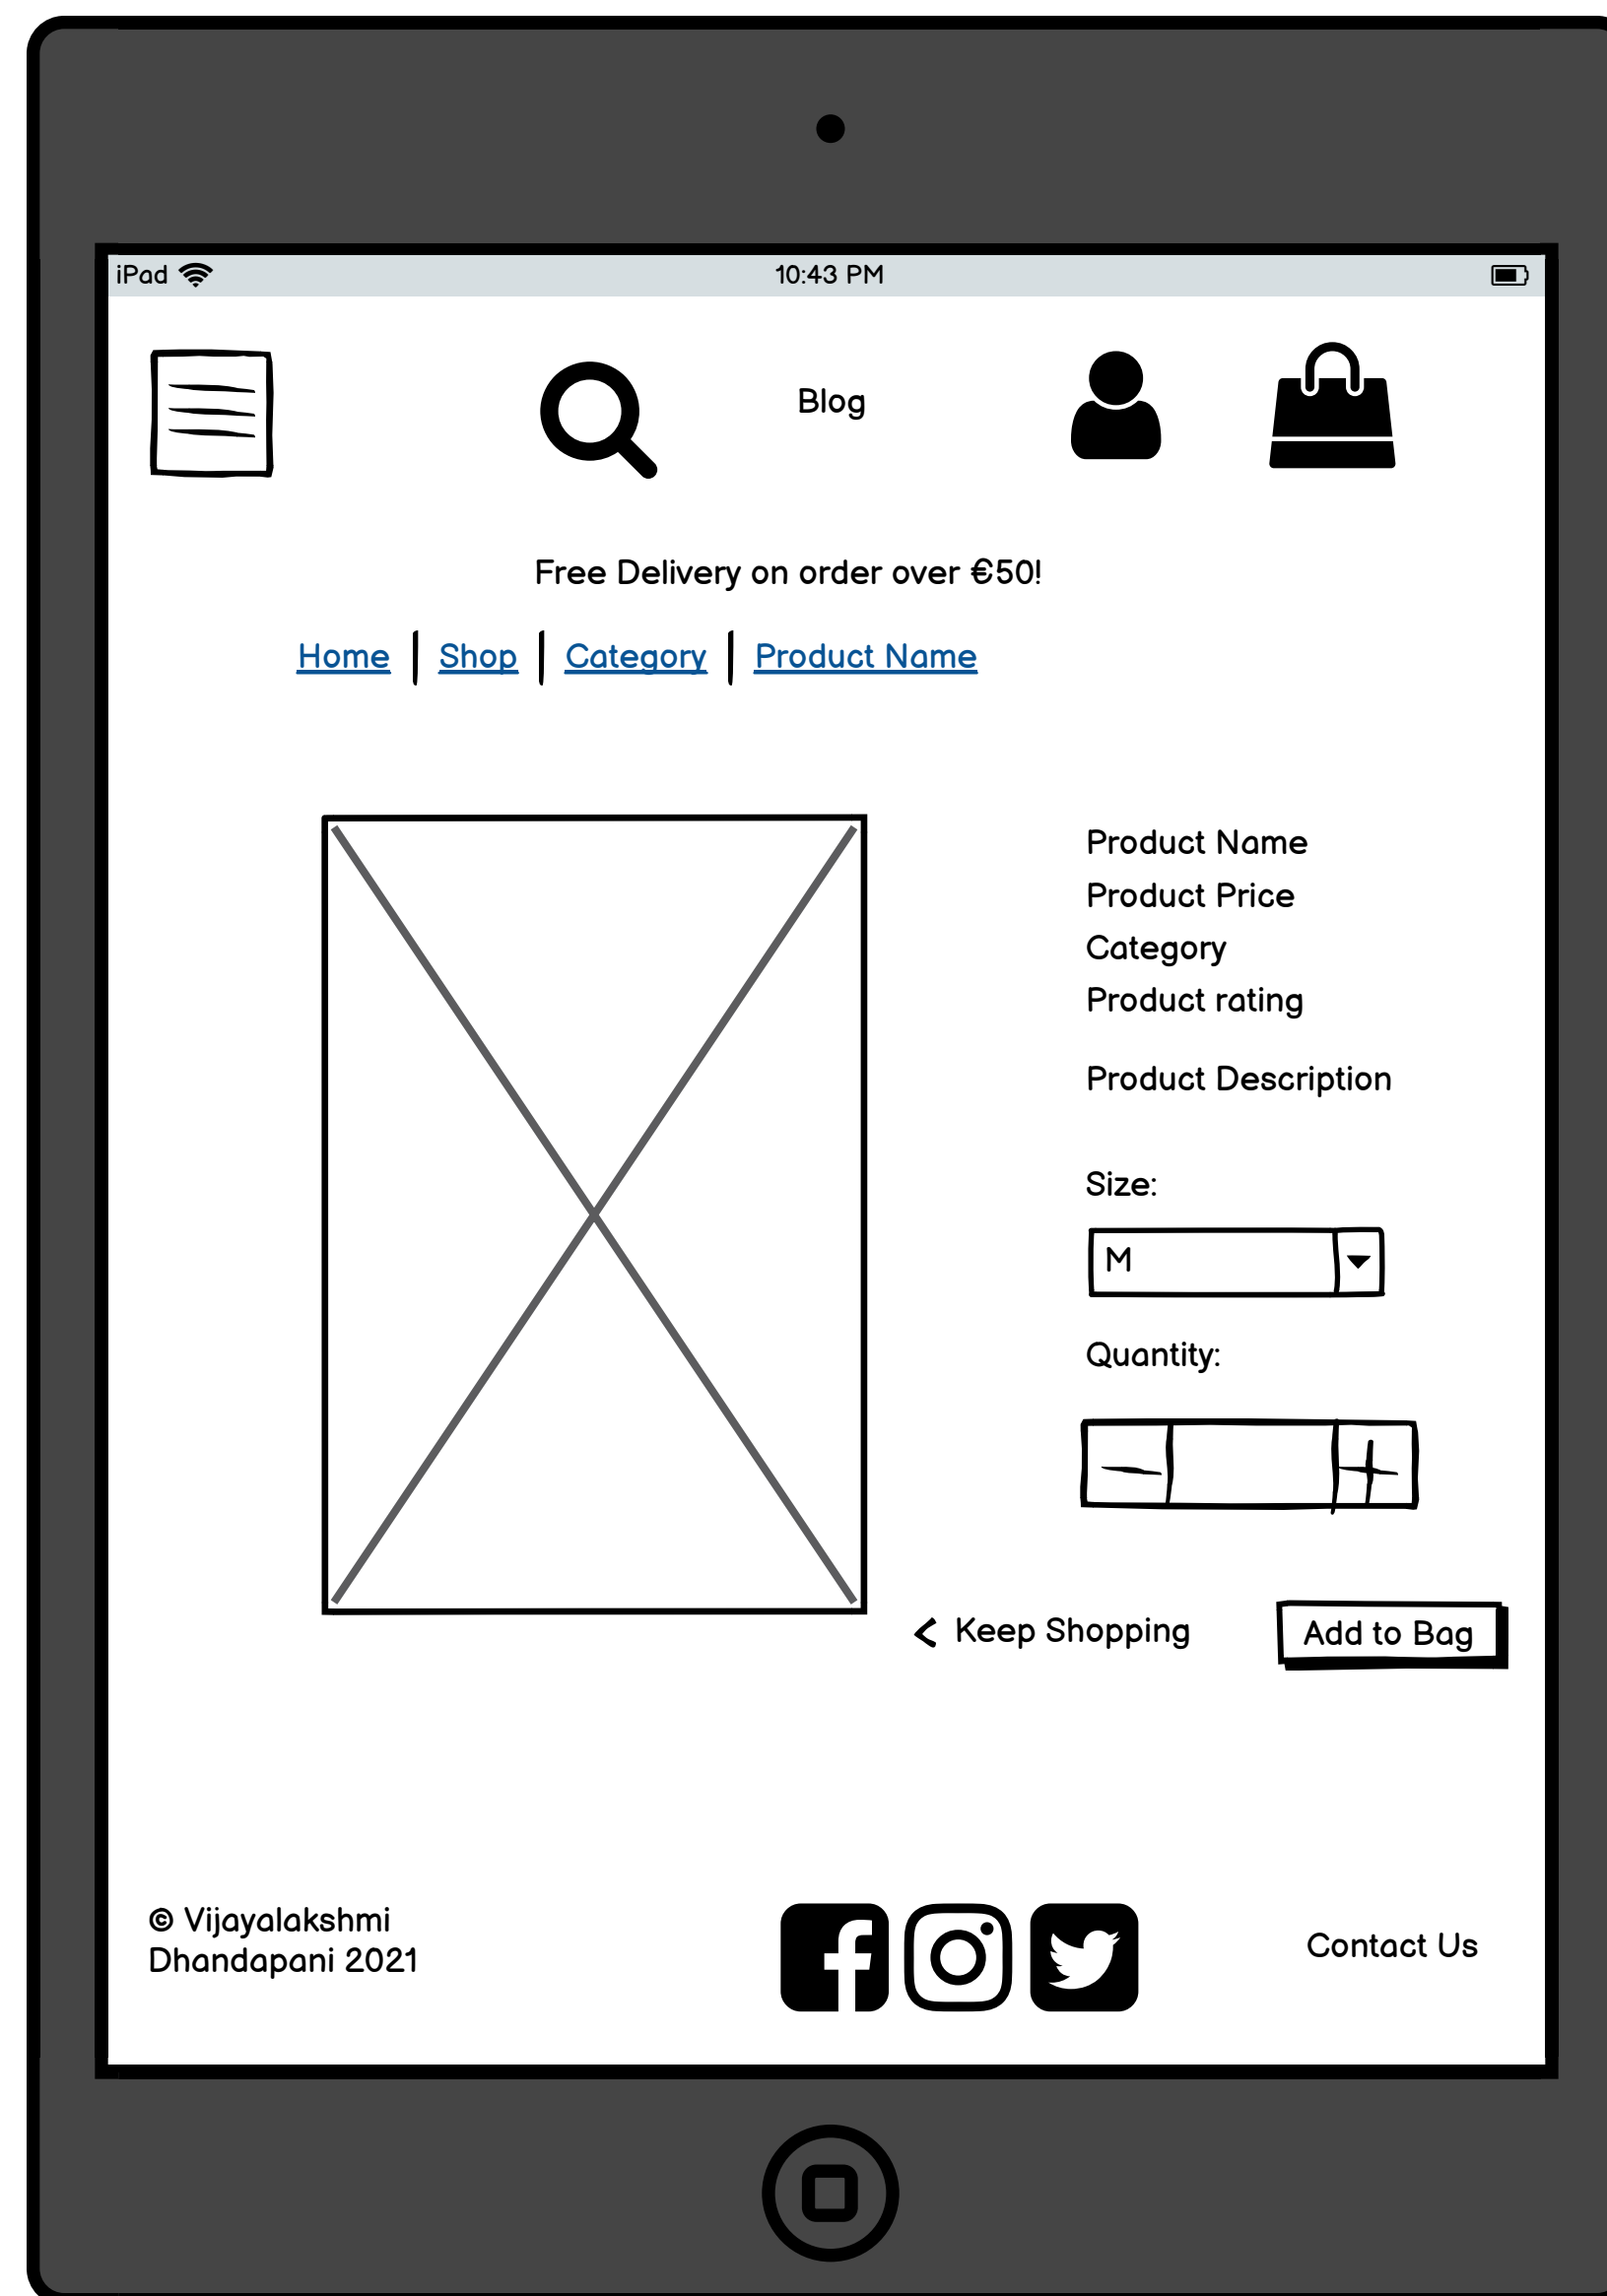 iPad 10:43 PM
Blog
Free Delivery on order over €50!
Home Shop Category Product Name
Product Name
Product Price
Category
Product rating
Product Description
Size:
M
Quantity:
Keep Shopping Add to Bag
© Vijayalakshmi
Dhandapani 2021
Contact Us